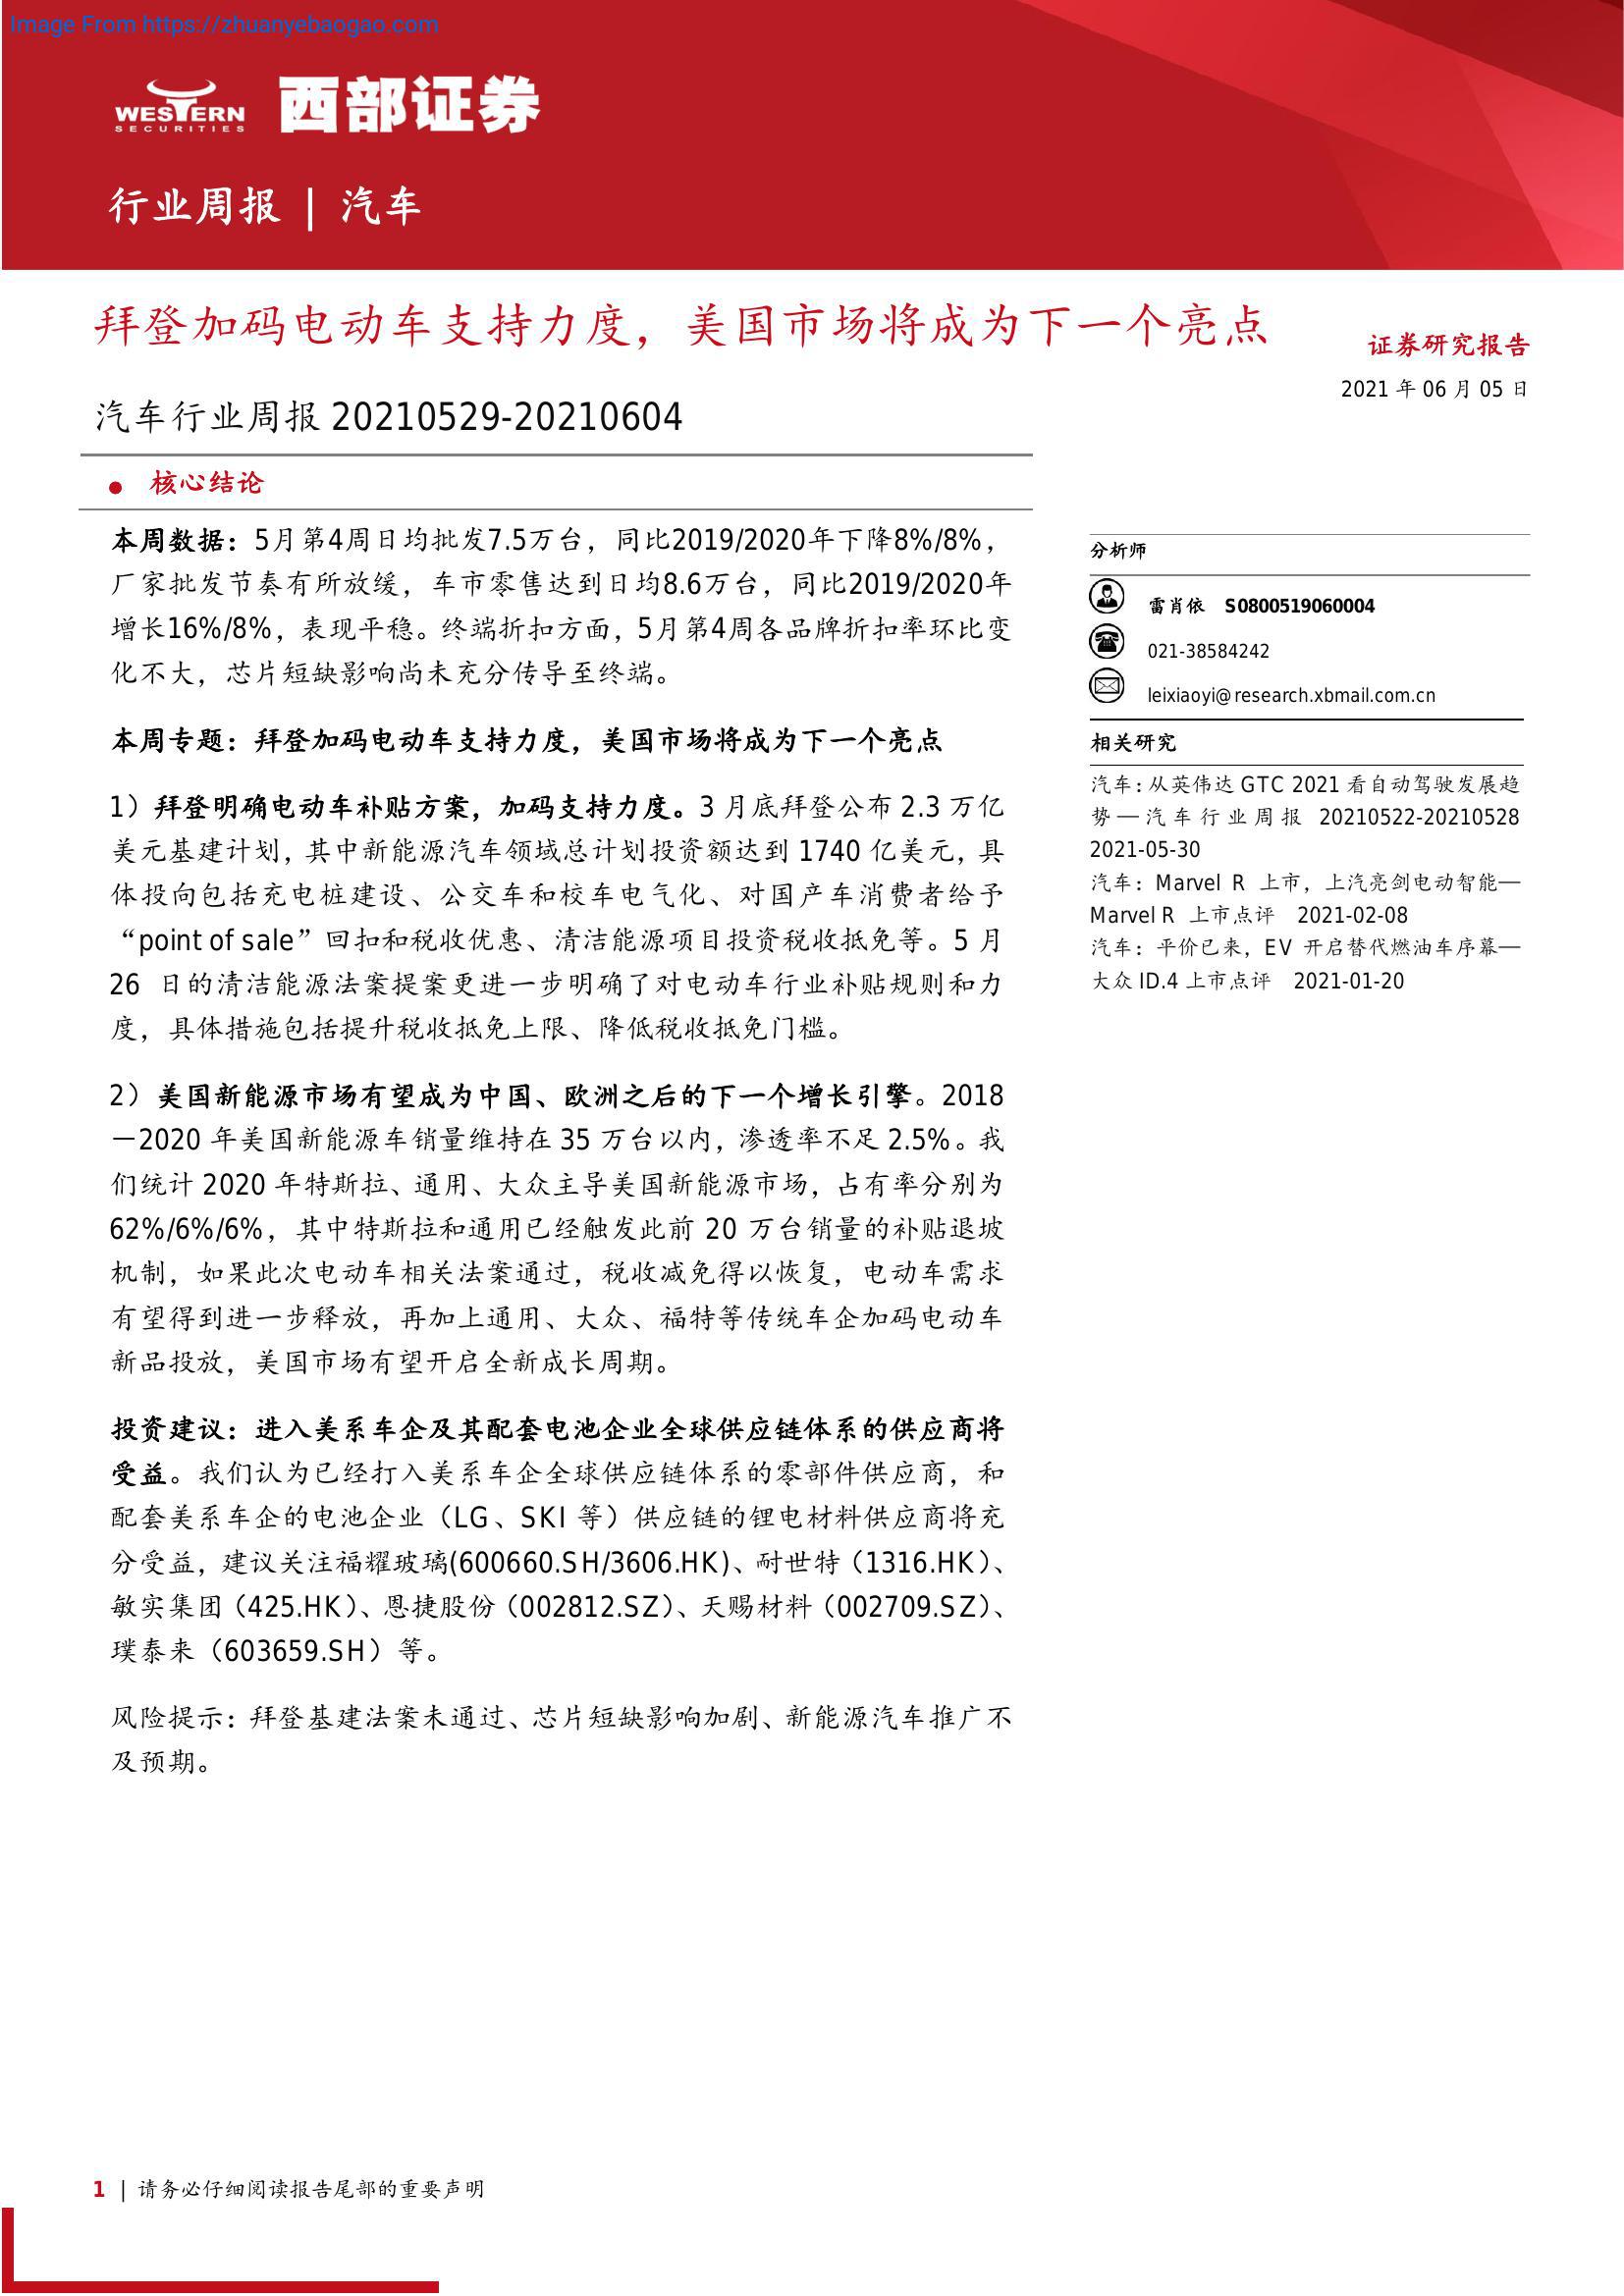 Image From https://zhuanyebaogao.com
WESTERN
SECURITIES
西部证券
行业周报 | 汽车
拜登加码电动车支持力度，美国市场将成为下一个亮点
证券研究报告
2021 年 06 月 05 日
汽车行业周报 20210529-20210604
● 核心结论
本周数据：5月第4周日均批发7.5万台，同比2019/2020年下降8%/8%，
厂家批发节奏有所放缓，车市零售达到日均8.6万台，同比2019/2020年
增长16%/8%，表现平稳。终端折扣方面，5月第4周各品牌折扣率环比变
化不大，芯片短缺影响尚未充分传导至终端。
本周专题：拜登加码电动车支持力度，美国市场将成为下一个亮点
1）拜登明确电动车补贴方案，加码支持力度。3 月底拜登公布 2.3 万亿
美元基建计划，其中新能源汽车领域总计划投资额达到 1740 亿美元，具
体投向包括充电桩建设、公交车和校车电气化、对国产车消费者给予
“point of sale”回扣和税收优惠、清洁能源项目投资税收抵免等。5 月
26 日的清洁能源法案提案更进一步明确了对电动车行业补贴规则和力
度，具体措施包括提升税收抵免上限、降低税收抵免门槛。
2）美国新能源市场有望成为中国、欧洲之后的下一个增长引擎。2018
—2020 年美国新能源车销量维持在 35 万台以内，渗透率不足 2.5%。我
们统计 2020 年特斯拉、通用、大众主导美国新能源市场，占有率分别为
62%/6%/6%，其中特斯拉和通用已经触发此前 20 万台销量的补贴退坡
机制，如果此次电动车相关法案通过，税收减免得以恢复，电动车需求
有望得到进一步释放，再加上通用、大众、福特等传统车企加码电动车
新品投放，美国市场有望开启全新成长周期。
投资建议：进入美系车企及其配套电池企业全球供应链体系的供应商将
受益。我们认为已经打入美系车企全球供应链体系的零部件供应商，和
配套美系车企的电池企业（LG、SKI 等）供应链的锂电材料供应商将充
分受益，建议关注福耀玻璃(600660.SH/3606.HK)、耐世特（1316.HK）、
敏实集团（425.HK）、恩捷股份（002812.SZ）、天赐材料（002709.SZ）、
璞泰来（603659.SH）等。
风险提示：拜登基建法案未通过、芯片短缺影响加剧、新能源汽车推广不
及预期。
分析师
雷肖依 S0800519060004
021-38584242
leixiaoyi@research.xbmail.com.cn
相关研究
汽车：从英伟达 GTC 2021 看自动驾驶发展趋
势—汽车行业周报 20210522-20210528
2021-05-30
汽车：Marvel R 上市，上汽亮剑电动智能—
Marvel R 上市点评 2021-02-08
汽车：平价已来，EV 开启替代燃油车序幕—
大众 ID.4 上市点评 2021-01-20
1 | 请务必仔细阅读报告尾部的重要声明